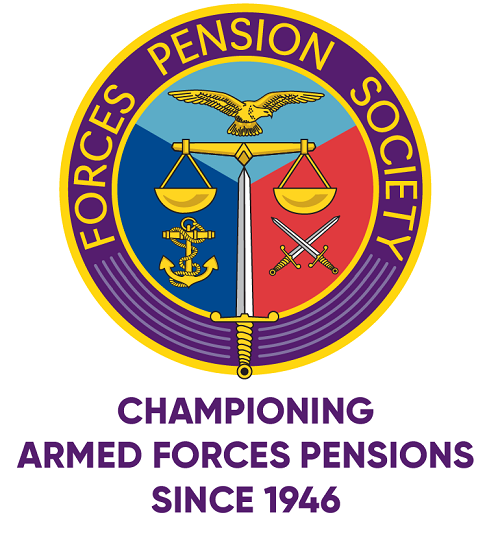 FORCES PENSION SOCIETY
CHAMPIONING
ARMED FORCES PENSIONS
SINCE 1946